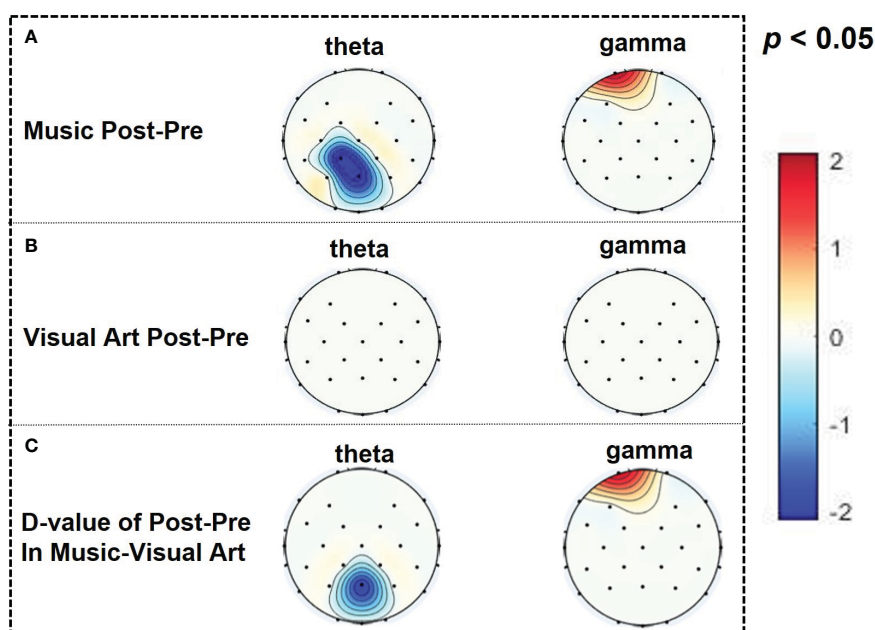 A
theta
gamma
p < 0.05
Music Post-Pre
2
1
0
-1
-2
B
theta
gamma
Visual Art Post-Pre
C
theta
gamma
D-value of Post-Pre
In Music-Visual Art